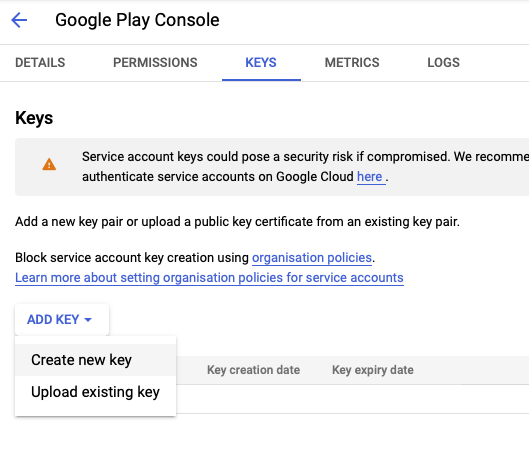 Google Play Console
DETAILS PERMISSIONS KEYS METRICS LOGS
Keys
Service account keys could pose a security risk if compromised. We recomme
authenticate service accounts on Google Cloud here .
Add a new key pair or upload a public key certificate from an existing key pair.
Block service account key creation using organisation policies.
Learn more about setting organisation policies for service accounts
ADD KEY
Create new key
Upload existing key
Key creation date Key expiry date